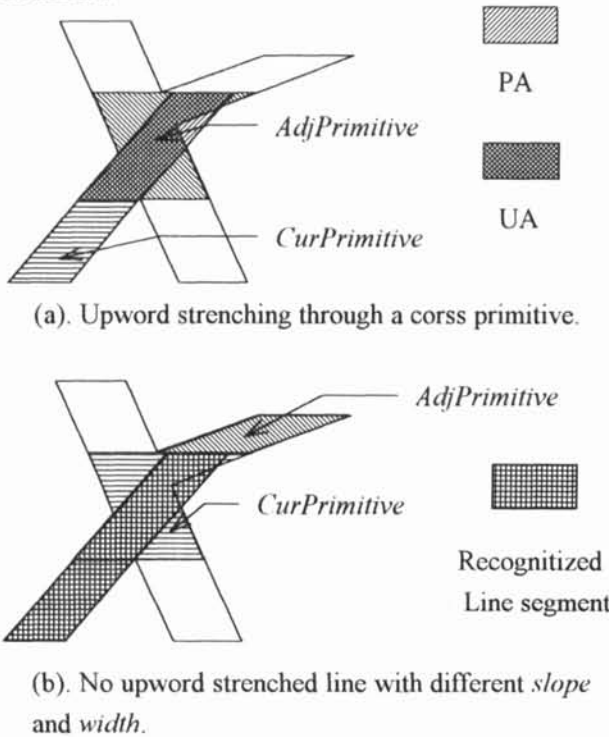 PA
AdjPrimitive
UA
CurPrimitive
(a). Upword strenching through a corss primitive.
AdjPrimitive
CurPrimitive
Recognitized
Line segment
(b). No upword strenched line with different slope
and width.